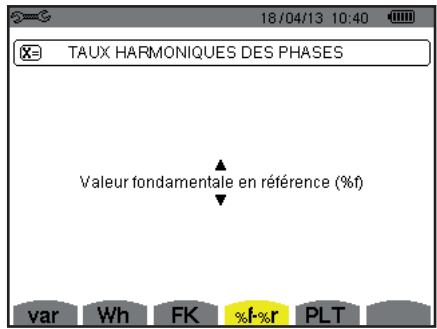 18/04/13 10:40
X= TAUX HARMONIQUES DES PHASES
Valeur fondamentale en référence (%f)
var Wh FK %f-%r PLT